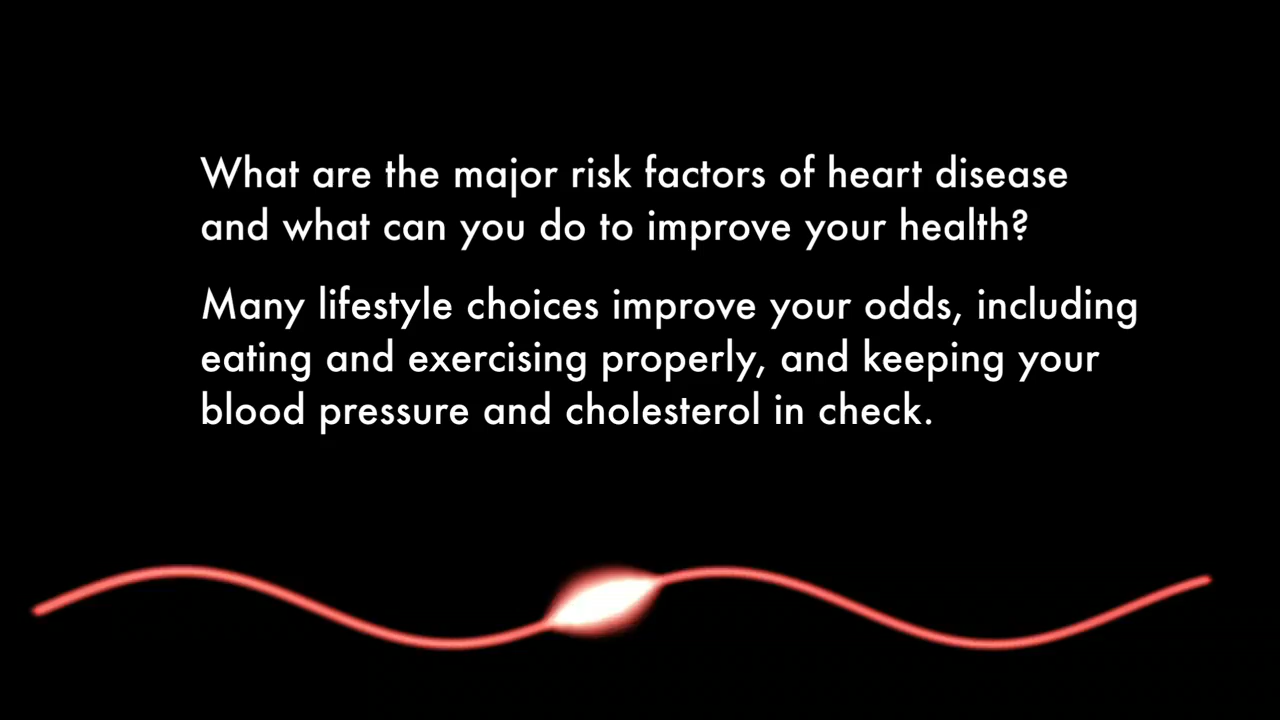 What are the major risk factors of heart disease
and what can you do to improve your health?
Many lifestyle choices improve your odds, including
eating and exercising properly, and keeping your
blood pressure and cholesterol in check.